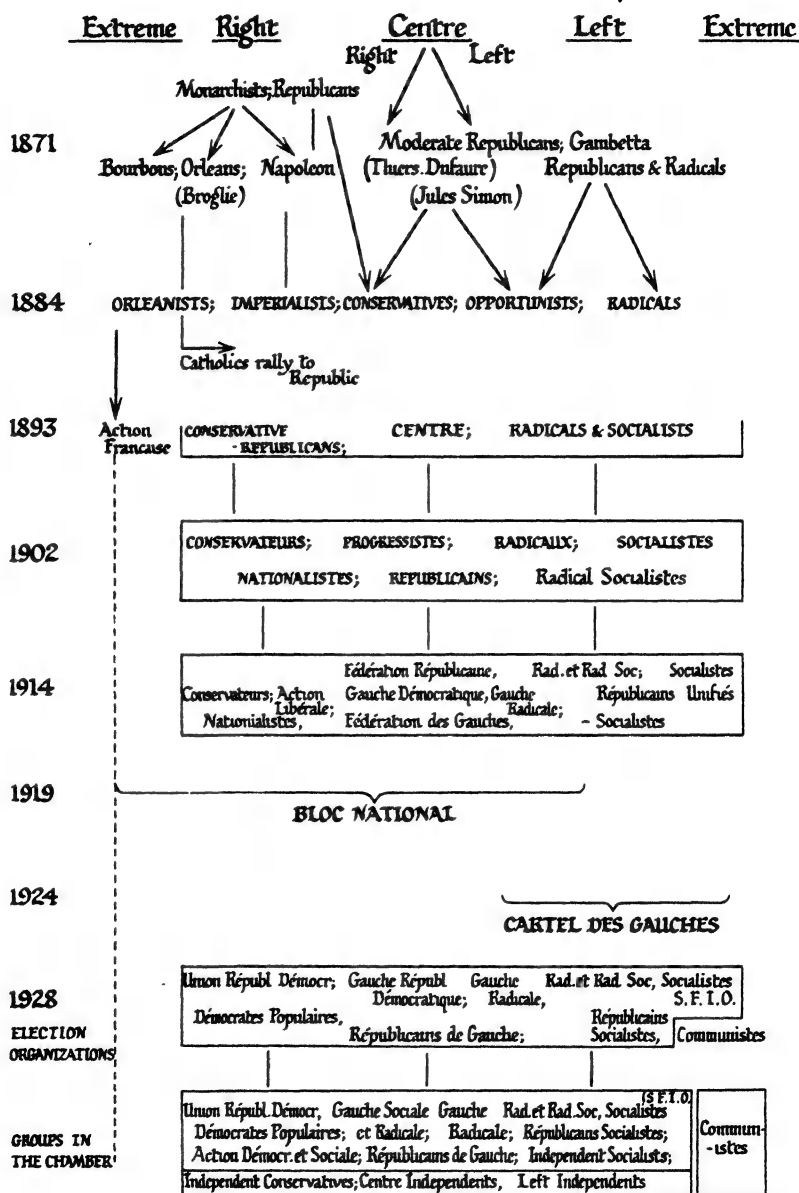 Extreme Right Centre Left Extreme
Right Left
Monarchists; Republicans
1871 Moderate Republicans; Gambetta
Bourbons; Orleans; Napoleon (Thiers. Dufaure) Republicans & Radicals
(Broglie) (Jules Simon)
1884 ORLEANISTS; IMPERIALISTS; CONSERVATIVES; OPPORTUNISTS; RADICALS
Catholics rally to
Republic
1893 Action CONSERVATIVE CENTRE; RADICALS & SOCIALISTS
Francaise - REPUBLICANS;
1902 CONSERVATEURS; PROGRESSISTES; RADICAUX; SOCIALISTES
NATIONALISTES; REPUBLICAINS; Radical Socialistes
1914 Fédération Républicaine, Rad. et Rad Soc; Socialistes
Conservateurs; Action Gauche Démocratique, Gauche Républicains Unifiés
Libérale; Radicale;
Nationialistes, Fédération des Gauches, - Socialistes
1919
BLOC NATIONAL
1924
CARTEL DES GAUCHES
1928 Union Républ Démocr; Gauche Républ Gauche Rad. et Rad. Soc, Socialistes
Démocratique; Radicale, S.F.I.O.
Démocrates Populaires, Républicains
ELECTION Républicains de Gauche; Socialistes, Communistes
ORGANIZATIONS
(S.F.I.O.)
Union Républ. Démocr, Gauche Sociale Gauche Rad. et Rad. Soc, Socialistes
GROUPS IN Démocrates Populaires; et Radicale; Radicale; Républicans Socialistes; Commun-
THE CHAMBER Action Démocr. et Sociale; Républicans de Gauche; Independent Socialists; -istes
Independent Conservatives; Centre Independents, Left Independents